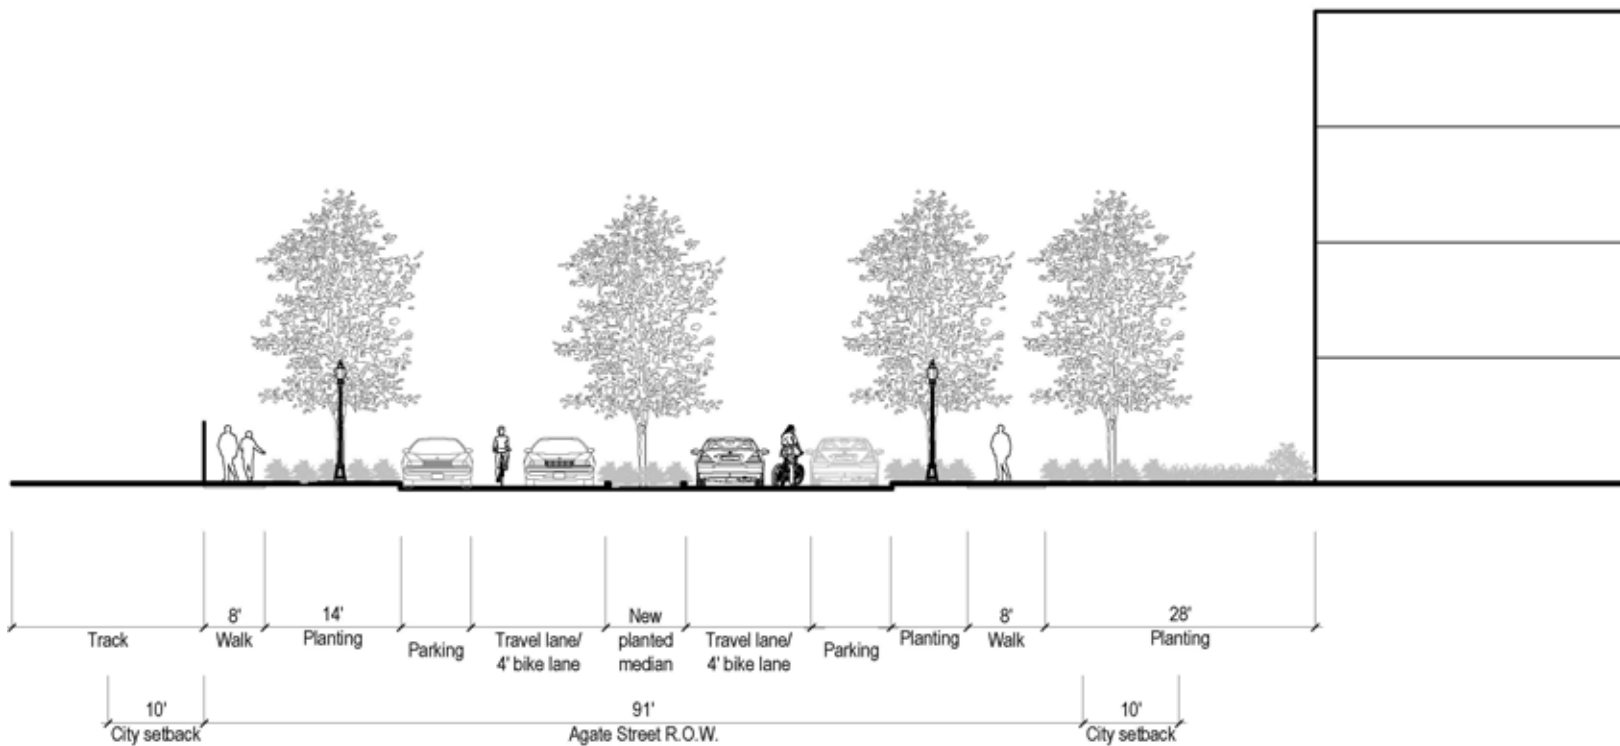 8' 14' New 8' 28'
Track Walk Planting Parking Travel lane/ planted Travel lane/ Parking Planting Walk Planting
4' bike lane median 4' bike lane
10' 91' 10'
City setback Agate Street R.O.W. City setback